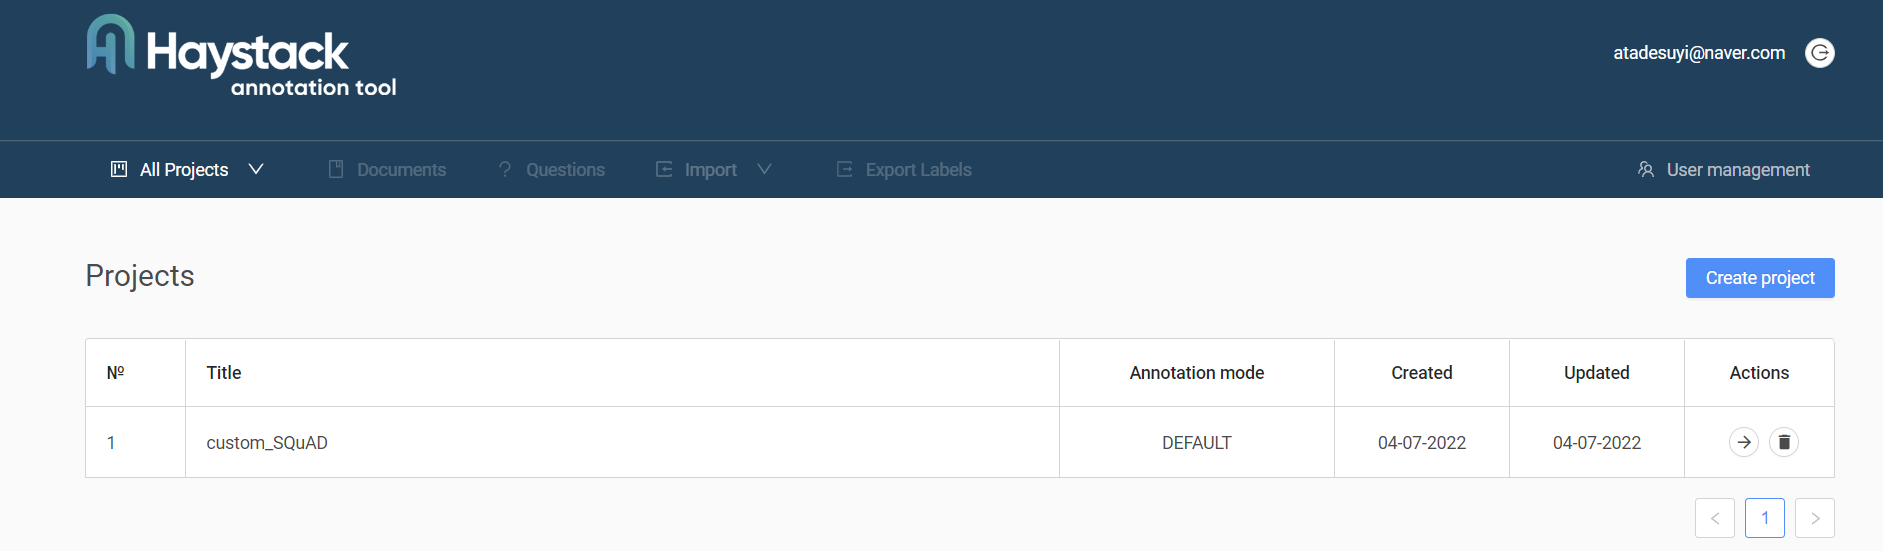 Haystack
annotation tool
atadesuyi@naver.com
All Projects Documents Questions Import Export Labels User management
Projects
Create project
Nº Title Annotation mode Created Updated Actions
1 custom_SQuAD DEFAULT 04-07-2022 04-07-2022
< 1 >